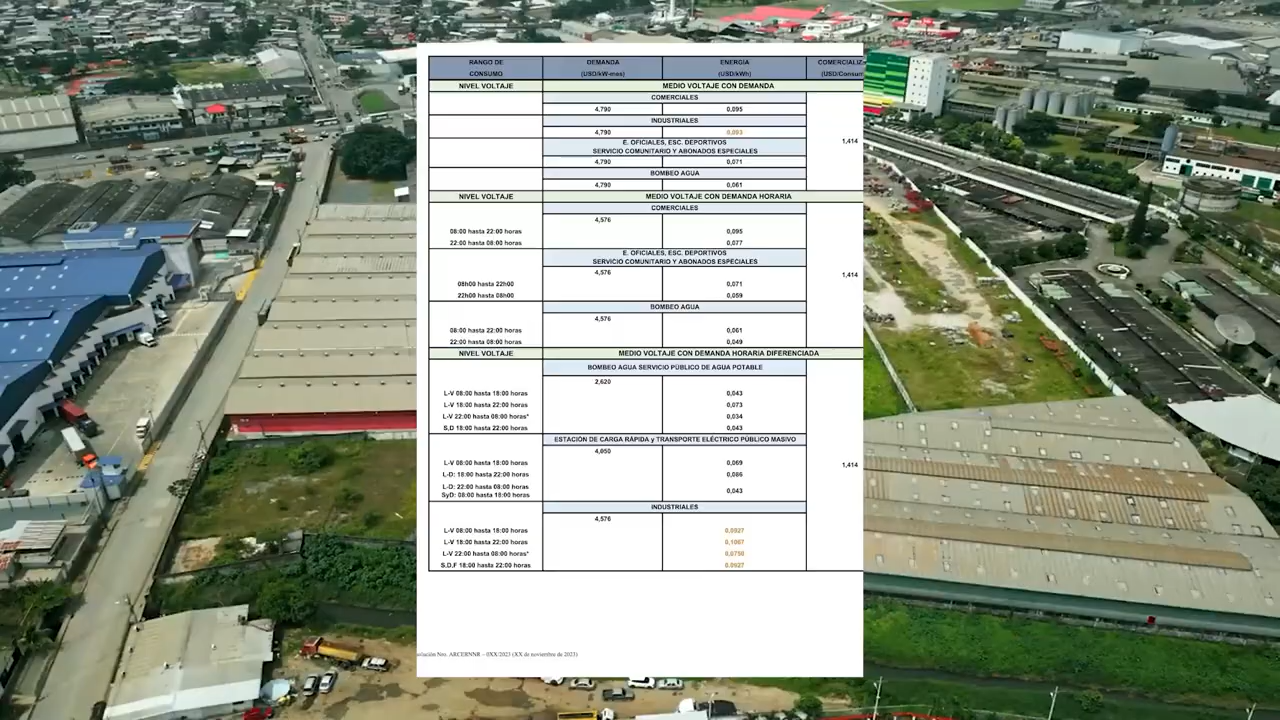 RANGO DE DEMANDA ENERGÍA
CONSUMO (USD/kW-mes) (USD/kWh)
NIVEL VOLTAJE MEDIO VOLTAJE CON DEMANDA
COMERCIALES
4,790 0,095
INDUSTRIALES
4,790 0,093
1,414
E. OFICIALES, ESC. DEPORTIVOS
SERVICIO COMUNITARIO Y ABONADOS ESPECIALES
4,790 0,071
BOMBEO AGUA
4,790 0,061
NIVEL VOLTAJE MEDIO VOLTAJE CON DEMANDA HORARIA
COMERCIALES
4,576
08:00 hasta 22:00 horas 0,095
22:00 hasta 08:00 horas 0,077
E. OFICIALES, ESC. DEPORTIVOS
SERVICIO COMUNITARIO Y ABONADOS ESPECIALES
4,576
1,414
08h00 hasta 22h00 0,071
22h00 hasta 08h00 0,059
BOMBEO AGUA
4,576
08:00 hasta 22:00 horas 0,061
22:00 hasta 08:00 horas 0,049
NIVEL VOLTAJE MEDIO VOLTAJE CON DEMANDA HORARIA DIFERENCIADA
BOMBEO AGUA SERVICIO PÚBLICO DE AGUA POTABLE
2,620
L-V 08:00 hasta 18:00 horas 0,043
L-V 18:00 hasta 22:00 horas 0,073
L-V 22:00 hasta 08:00 horas* 0,034
S,D 18:00 hasta 22:00 horas 0,043
ESTACIÓN DE CARGA RÁPIDA y TRANSPORTE ELÉCTRICO PÚBLICO MASIVO
4,050
L-V 08:00 hasta 18:00 horas 0,069 1,414
L-D: 18:00 hasta 22:00 horas 0,086
L-D: 22:00 hasta 08:00 horas
SyD: 08:00 hasta 18:00 horas 0,043
INDUSTRIALES
4,576
L-V 08:00 hasta 18:00 horas 0,0927
L-V 18:00 hasta 22:00 horas 0,1067
L-V 22:00 hasta 08:00 horas* 0,0750
S,D,F 18:00 hasta 22:00 horas 0,0927
Nro. ARCERNNR – 0XX/2023 (XX de noviembre de 2023)